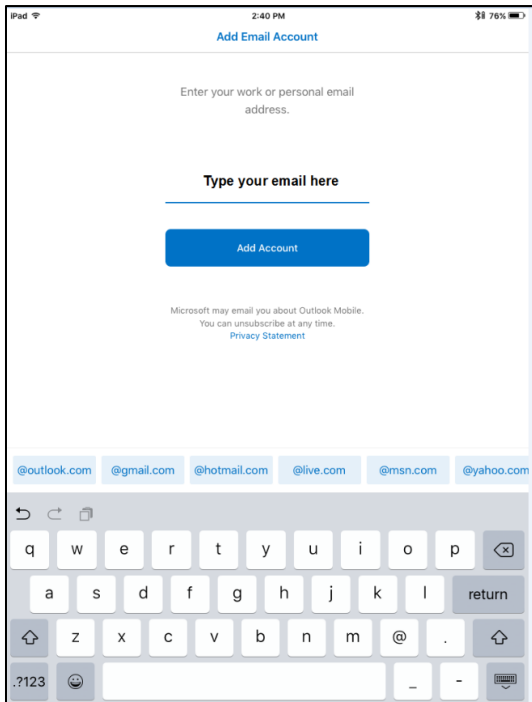 iPad 2:40 PM 76%
Add Email Account
Enter your work or personal email
address.
Type your email here
Add Account
Microsoft may email you about Outlook Mobile.
You can unsubscribe at any time.
Privacy Statement
@outlook.com @gmail.com @hotmail.com @live.com @msn.com @yahoo.com
q w e r t y u i o p
a s d f g h j k l return
z x c v b n m @ .
.?123 _ -